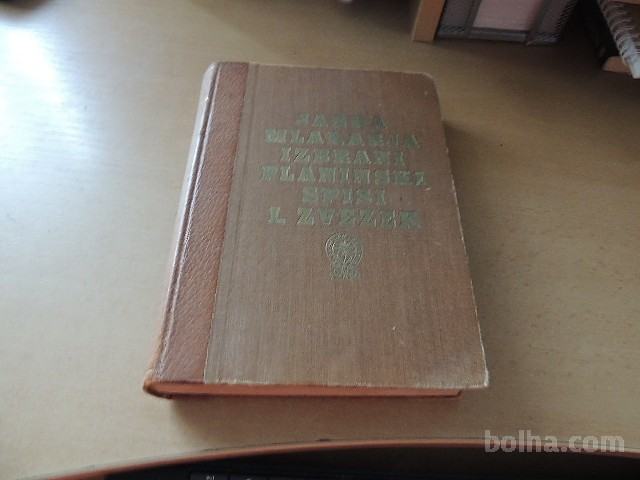 JANKA
MLAKARJA
IZBRANI
PLANINSKI
SPISI
I. ZVEZEK
bolha.com